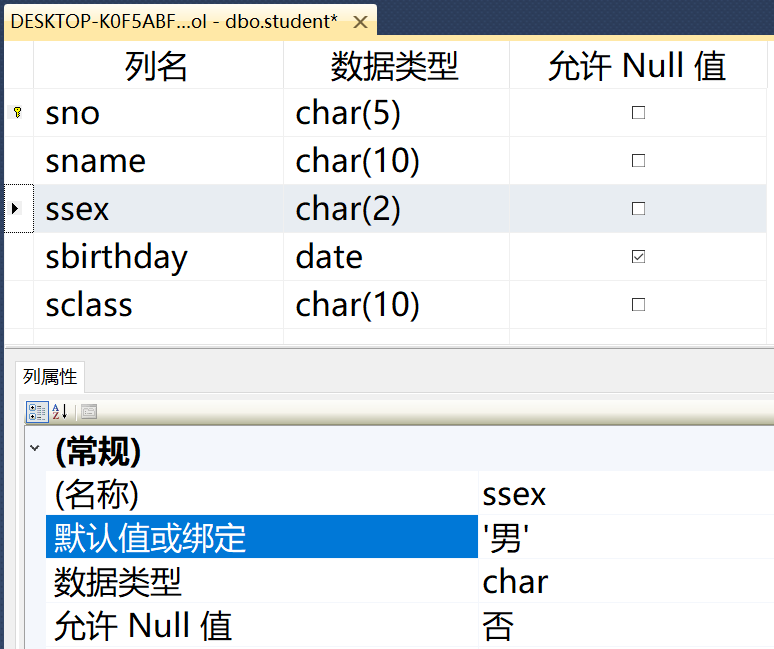 DESKTOP-K0F5ABF...ol - dbo.student*
列名 数据类型 允许 Null 值
sno char(5)
sname char(10)
ssex char(2)
sbirthday date
sclass char(10)
列属性
(常规)
(名称) ssex
默认值或绑定 '男'
数据类型 char
允许 Null 值 否